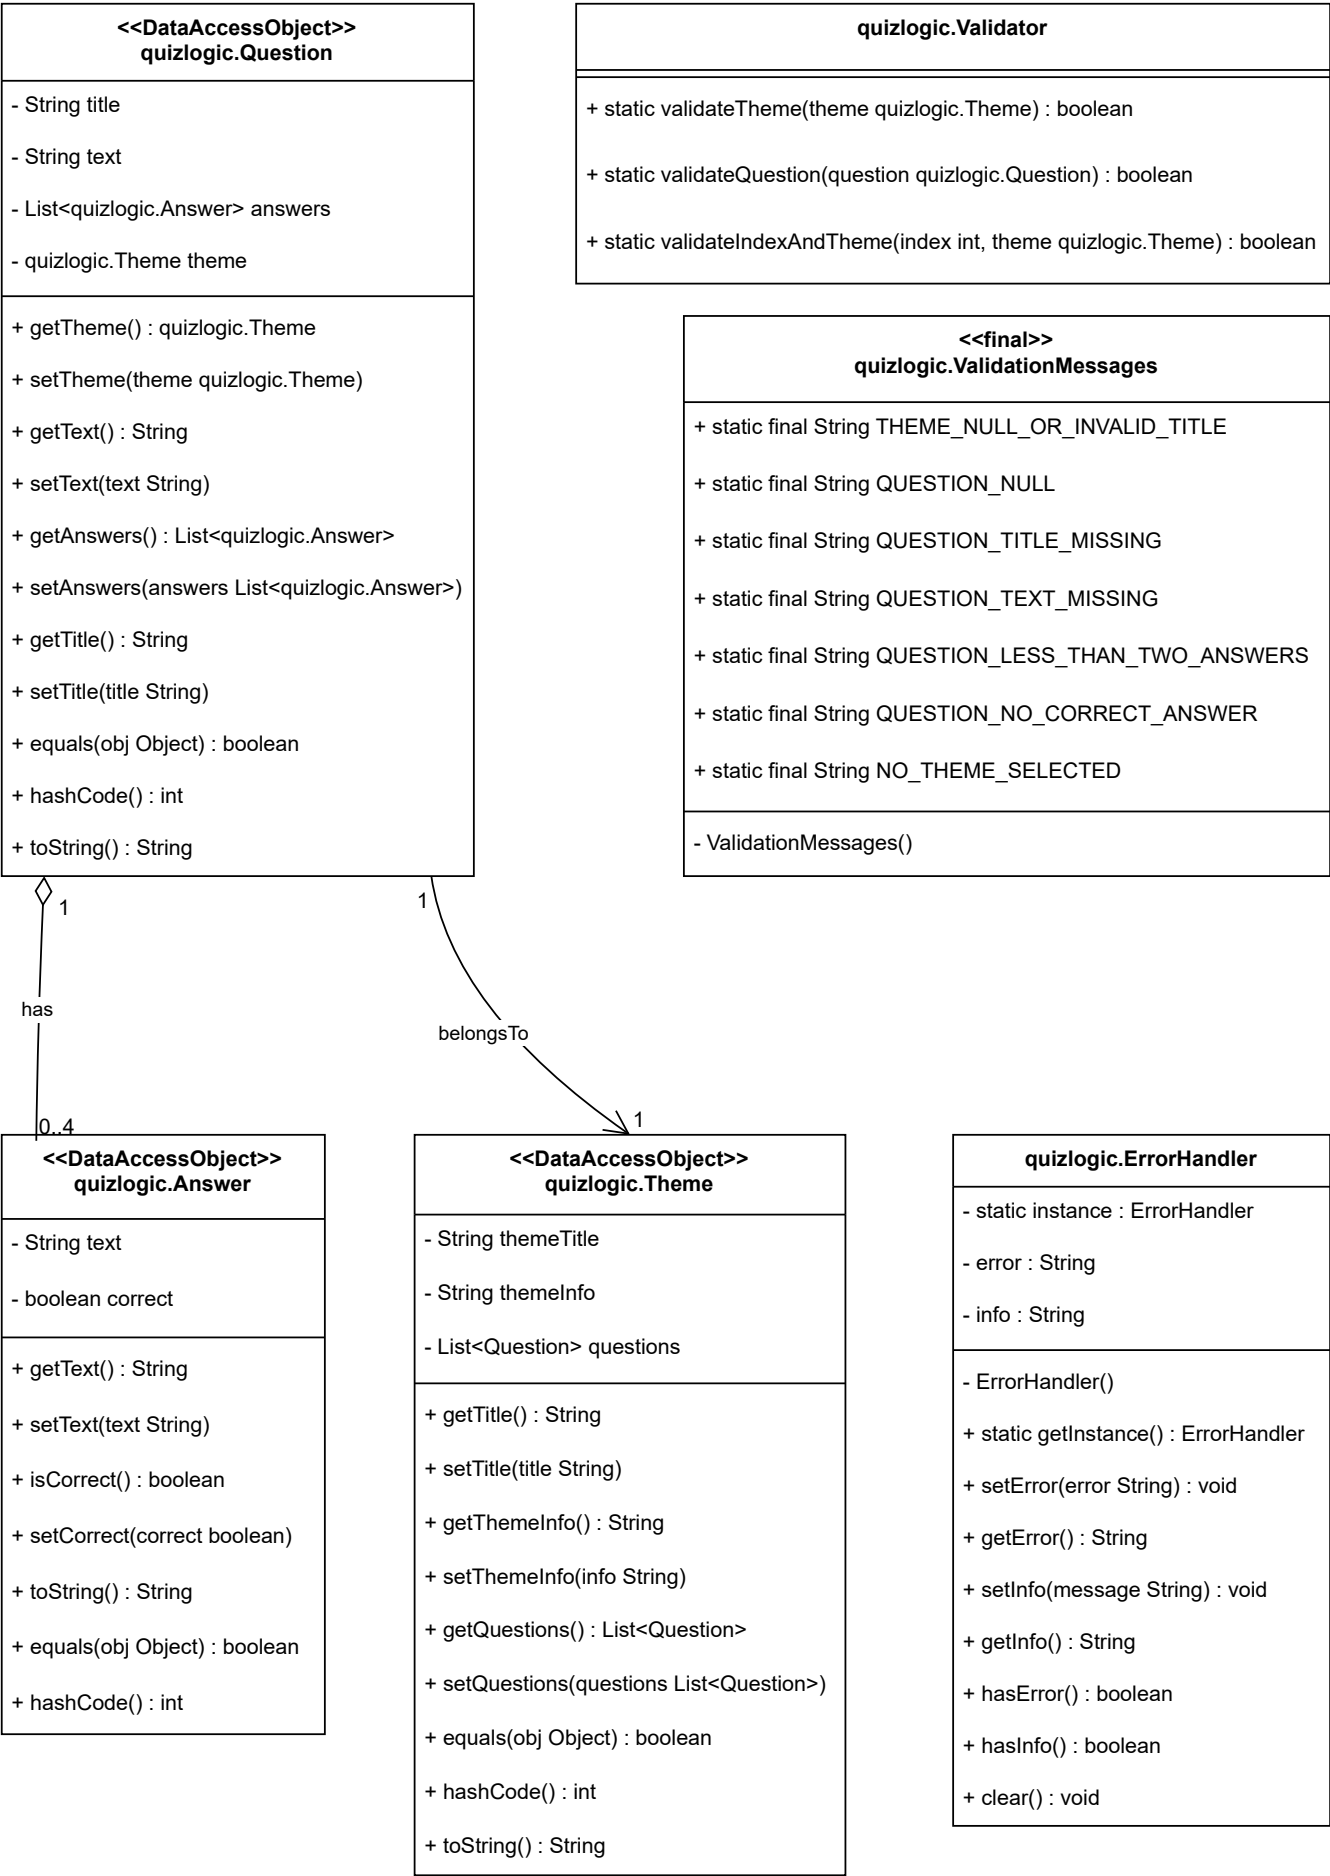 <<DataAccessObject>>
quizlogic.Question
- String title
- String text
- List<quizlogic.Answer> answers
- quizlogic.Theme theme
+ getTheme() : quizlogic.Theme
+ setTheme(theme quizlogic.Theme)
+ getText() : String
+ setText(text String)
+ getAnswers() : List<quizlogic.Answer>
+ setAnswers(answers List<quizlogic.Answer>)
+ getTitle() : String
+ setTitle(title String)
+ equals(obj Object) : boolean
+ hashCode() : int
+ toString() : String
quizlogic.Validator
+ static validateTheme(theme quizlogic.Theme) : boolean
+ static validateQuestion(question quizlogic.Question) : boolean
+ static validateIndexAndTheme(index int, theme quizlogic.Theme) : boolean
<<final>>
quizlogic.ValidationMessages
+ static final String THEME_NULL_OR_INVALID_TITLE
+ static final String QUESTION_NULL
+ static final String QUESTION_TITLE_MISSING
+ static final String QUESTION_TEXT_MISSING
+ static final String QUESTION_LESS_THAN_TWO_ANSWERS
+ static final String QUESTION_NO_CORRECT_ANSWER
+ static final String NO_THEME_SELECTED
- ValidationMessages()
1
has
0..4
1
belongsTo
1
<<DataAccessObject>>
quizlogic.Answer
- String text
- boolean correct
+ getText() : String
+ setText(text String)
+ isCorrect() : boolean
+ setCorrect(correct boolean)
+ toString() : String
+ equals(obj Object) : boolean
+ hashCode() : int
<<DataAccessObject>>
quizlogic.Theme
- String themeTitle
- String themeInfo
- List<Question> questions
+ getTitle() : String
+ setTitle(title String)
+ getThemeInfo() : String
+ setThemeInfo(info String)
+ getQuestions() : List<Question>
+ setQuestions(questions List<Question>)
+ equals(obj Object) : boolean
+ hashCode() : int
+ toString() : String
quizlogic.ErrorHandler
- static instance : ErrorHandler
- error : String
- info : String
- ErrorHandler()
+ static getInstance() : ErrorHandler
+ setError(error String) : void
+ getError() : String
+ setInfo(message String) : void
+ getInfo() : String
+ hasError() : boolean
+ hasInfo() : boolean
+ clear() : void